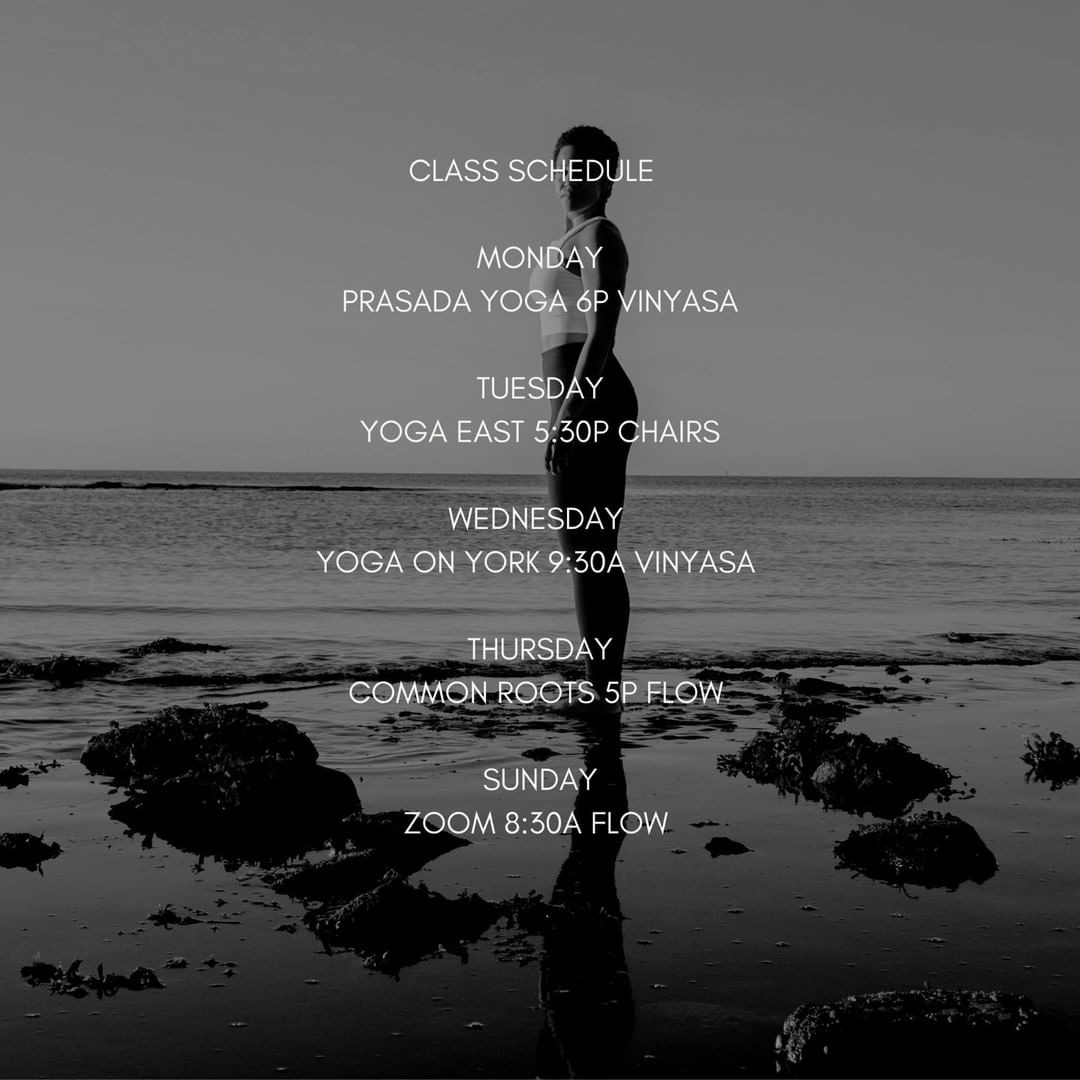 CLASS SCHEDULE
MONDAY
PRASADA YOGA 6P VINYASA
TUESDAY
YOGA EAST 5:30P CHAIRS
WEDNESDAY
YOGA ON YORK 9:30A VINYASA
THURSDAY
COMMON ROOTS 5P FLOW
SUNDAY
ZOOM 8:30A FLOW